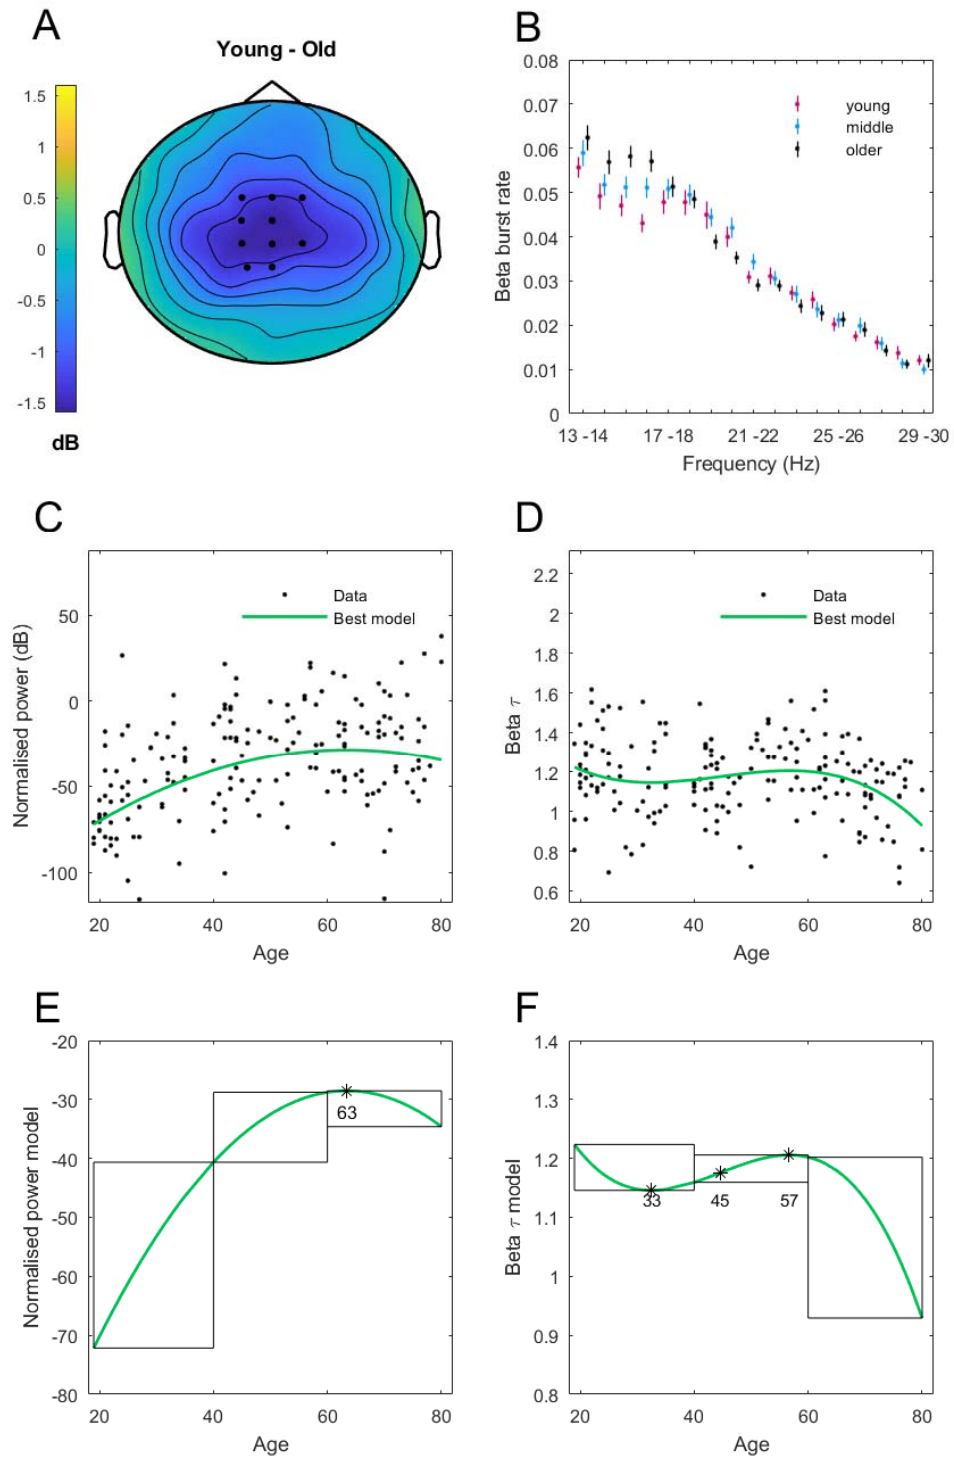 A
Young - Old
1.5
1
0.5
0
-0.5
-1
-1.5
dB
B
0.08
0.07
0.06
0.05
0.04
0.03
0.02
0.01
0
Beta burst rate
young
middle
older
13 -14
17 -18
21 -22
25 -26
29 -30
Frequency (Hz)
C
50
0
-50
-100
Normalised power (dB)
Data
Best model
20
40
60
80
Age
D
2.2
2
1.8
1.6
1.4
1.2
1
0.8
0.6
Beta τ
Data
Best model
20
40
60
80
Age
E
-20
-30
-40
-50
-60
-70
-80
Normalised power model
63
20
40
60
80
Age
F
1.4
1.3
1.2
1.1
1
0.9
0.8
Beta τ model
33
45
57
20
40
60
80
Age